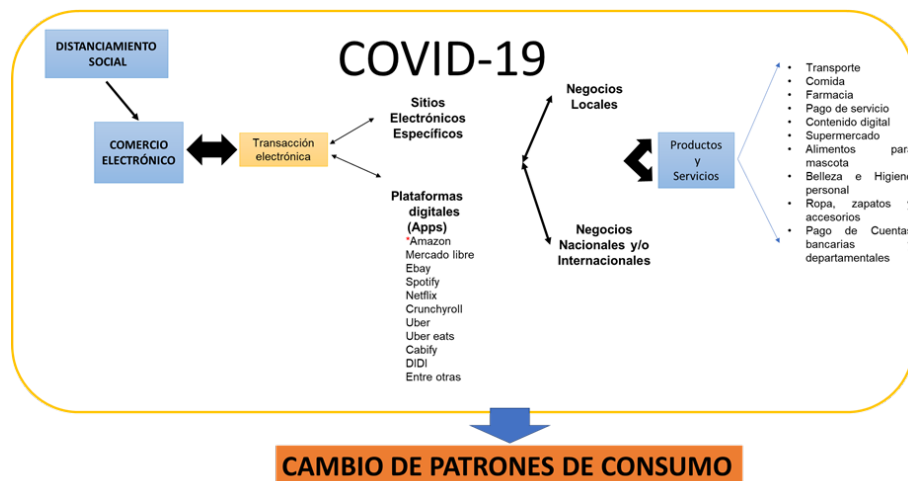 COVID-19
DISTANCIAMIENTO
SOCIAL
COMERCIO
ELECTRÓNICO
Transacción
electrónica
Sitios
Electrónicos
Específicos
Plataformas
digitales
(Apps)
*Amazon
Mercado libre
Ebay
Spotify
Netflix
Crunchyroll
Uber
Uber eats
Cabify
DIDI
Entre otras
Negocios
Locales
Negocios
Nacionales y/o
Internacionales
Productos
y
Servicios
• Transporte
• Comida
• Farmacia
• Pago de servicio
• Contenido digital
• Supermercado
• Alimentos para
mascota
• Belleza e Higiene
personal
• Ropa, zapatos y
accesorios
• Pago de Cuentas
bancarias
departamentales
CAMBIO DE PATRONES DE CONSUMO